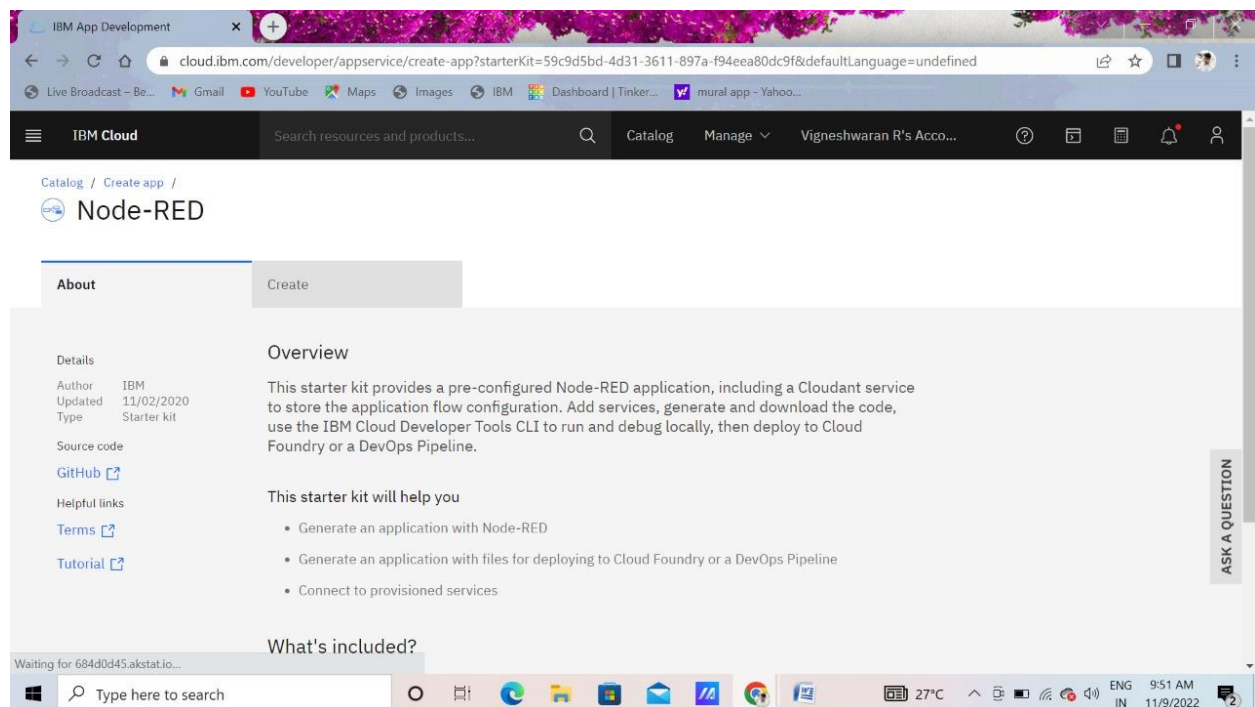 IBM App Development
cloud.ibm.com/developer/appservice/create-app?starterKit=59c9d5bd-4d31-3611-897a-f94eea80dc9f&defaultLanguage=undefined
Live Broadcast – Be... Gmail YouTube Maps Images IBM Dashboard | Tinker... mural app - Yahoo...
IBM Cloud Search resources and products... Catalog Manage Vigneshwaran R's Acco...
Catalog / Create app /
Node-RED
About Create
Details
Author IBM
Updated 11/02/2020
Type Starter kit
Source code
GitHub
Helpful links
Terms
Tutorial
Overview
This starter kit provides a pre-configured Node-RED application, including a Cloudant service
to store the application flow configuration. Add services, generate and download the code,
use the IBM Cloud Developer Tools CLI to run and debug locally, then deploy to Cloud
Foundry or a DevOps Pipeline.
This starter kit will help you
• Generate an application with Node-RED
• Generate an application with files for deploying to Cloud Foundry or a DevOps Pipeline
• Connect to provisioned services
What's included?
ASK A QUESTION
Waiting for 684d0d45.akstat.io...
Type here to search 27°C ENG 9:51 AM
IN 11/9/2022 2